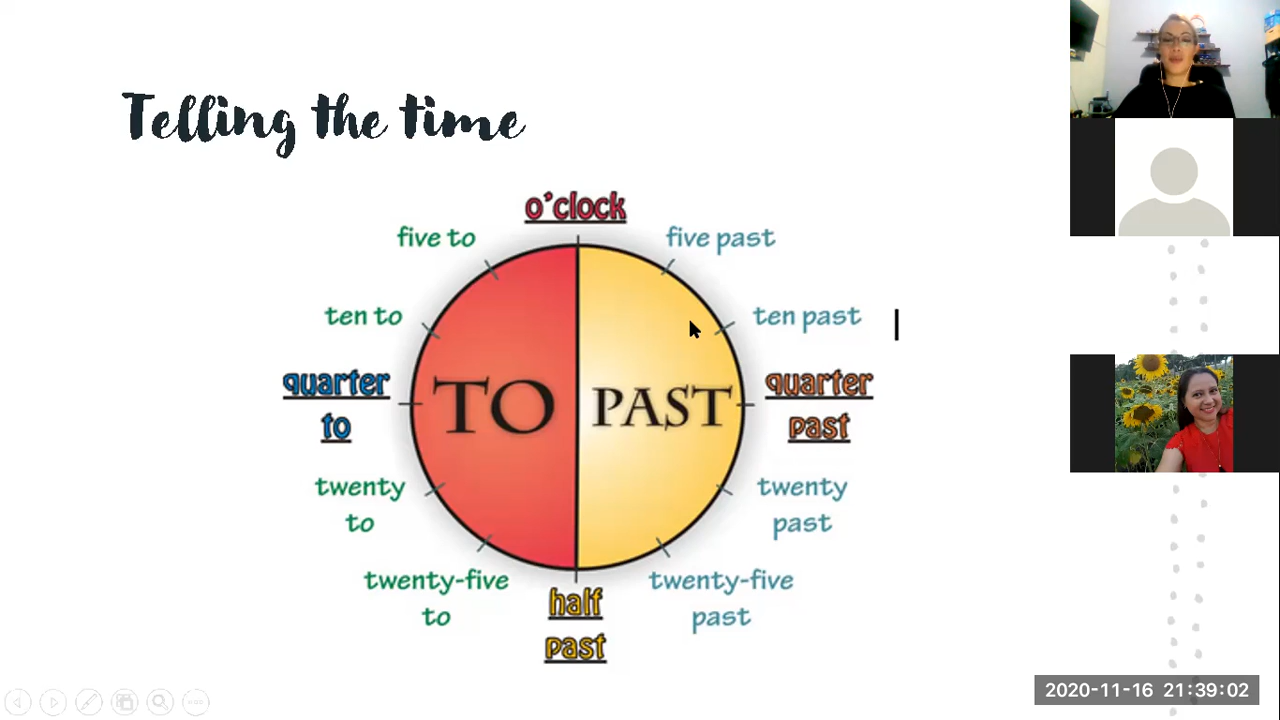 Telling the time
o'clock
five to
five past
ten to
ten past
quarter
to
TO
PAST
quarter
past
twenty
to
twenty
past
twenty-five
to
half
past
twenty-five
past
2020-11-16 21:39:02